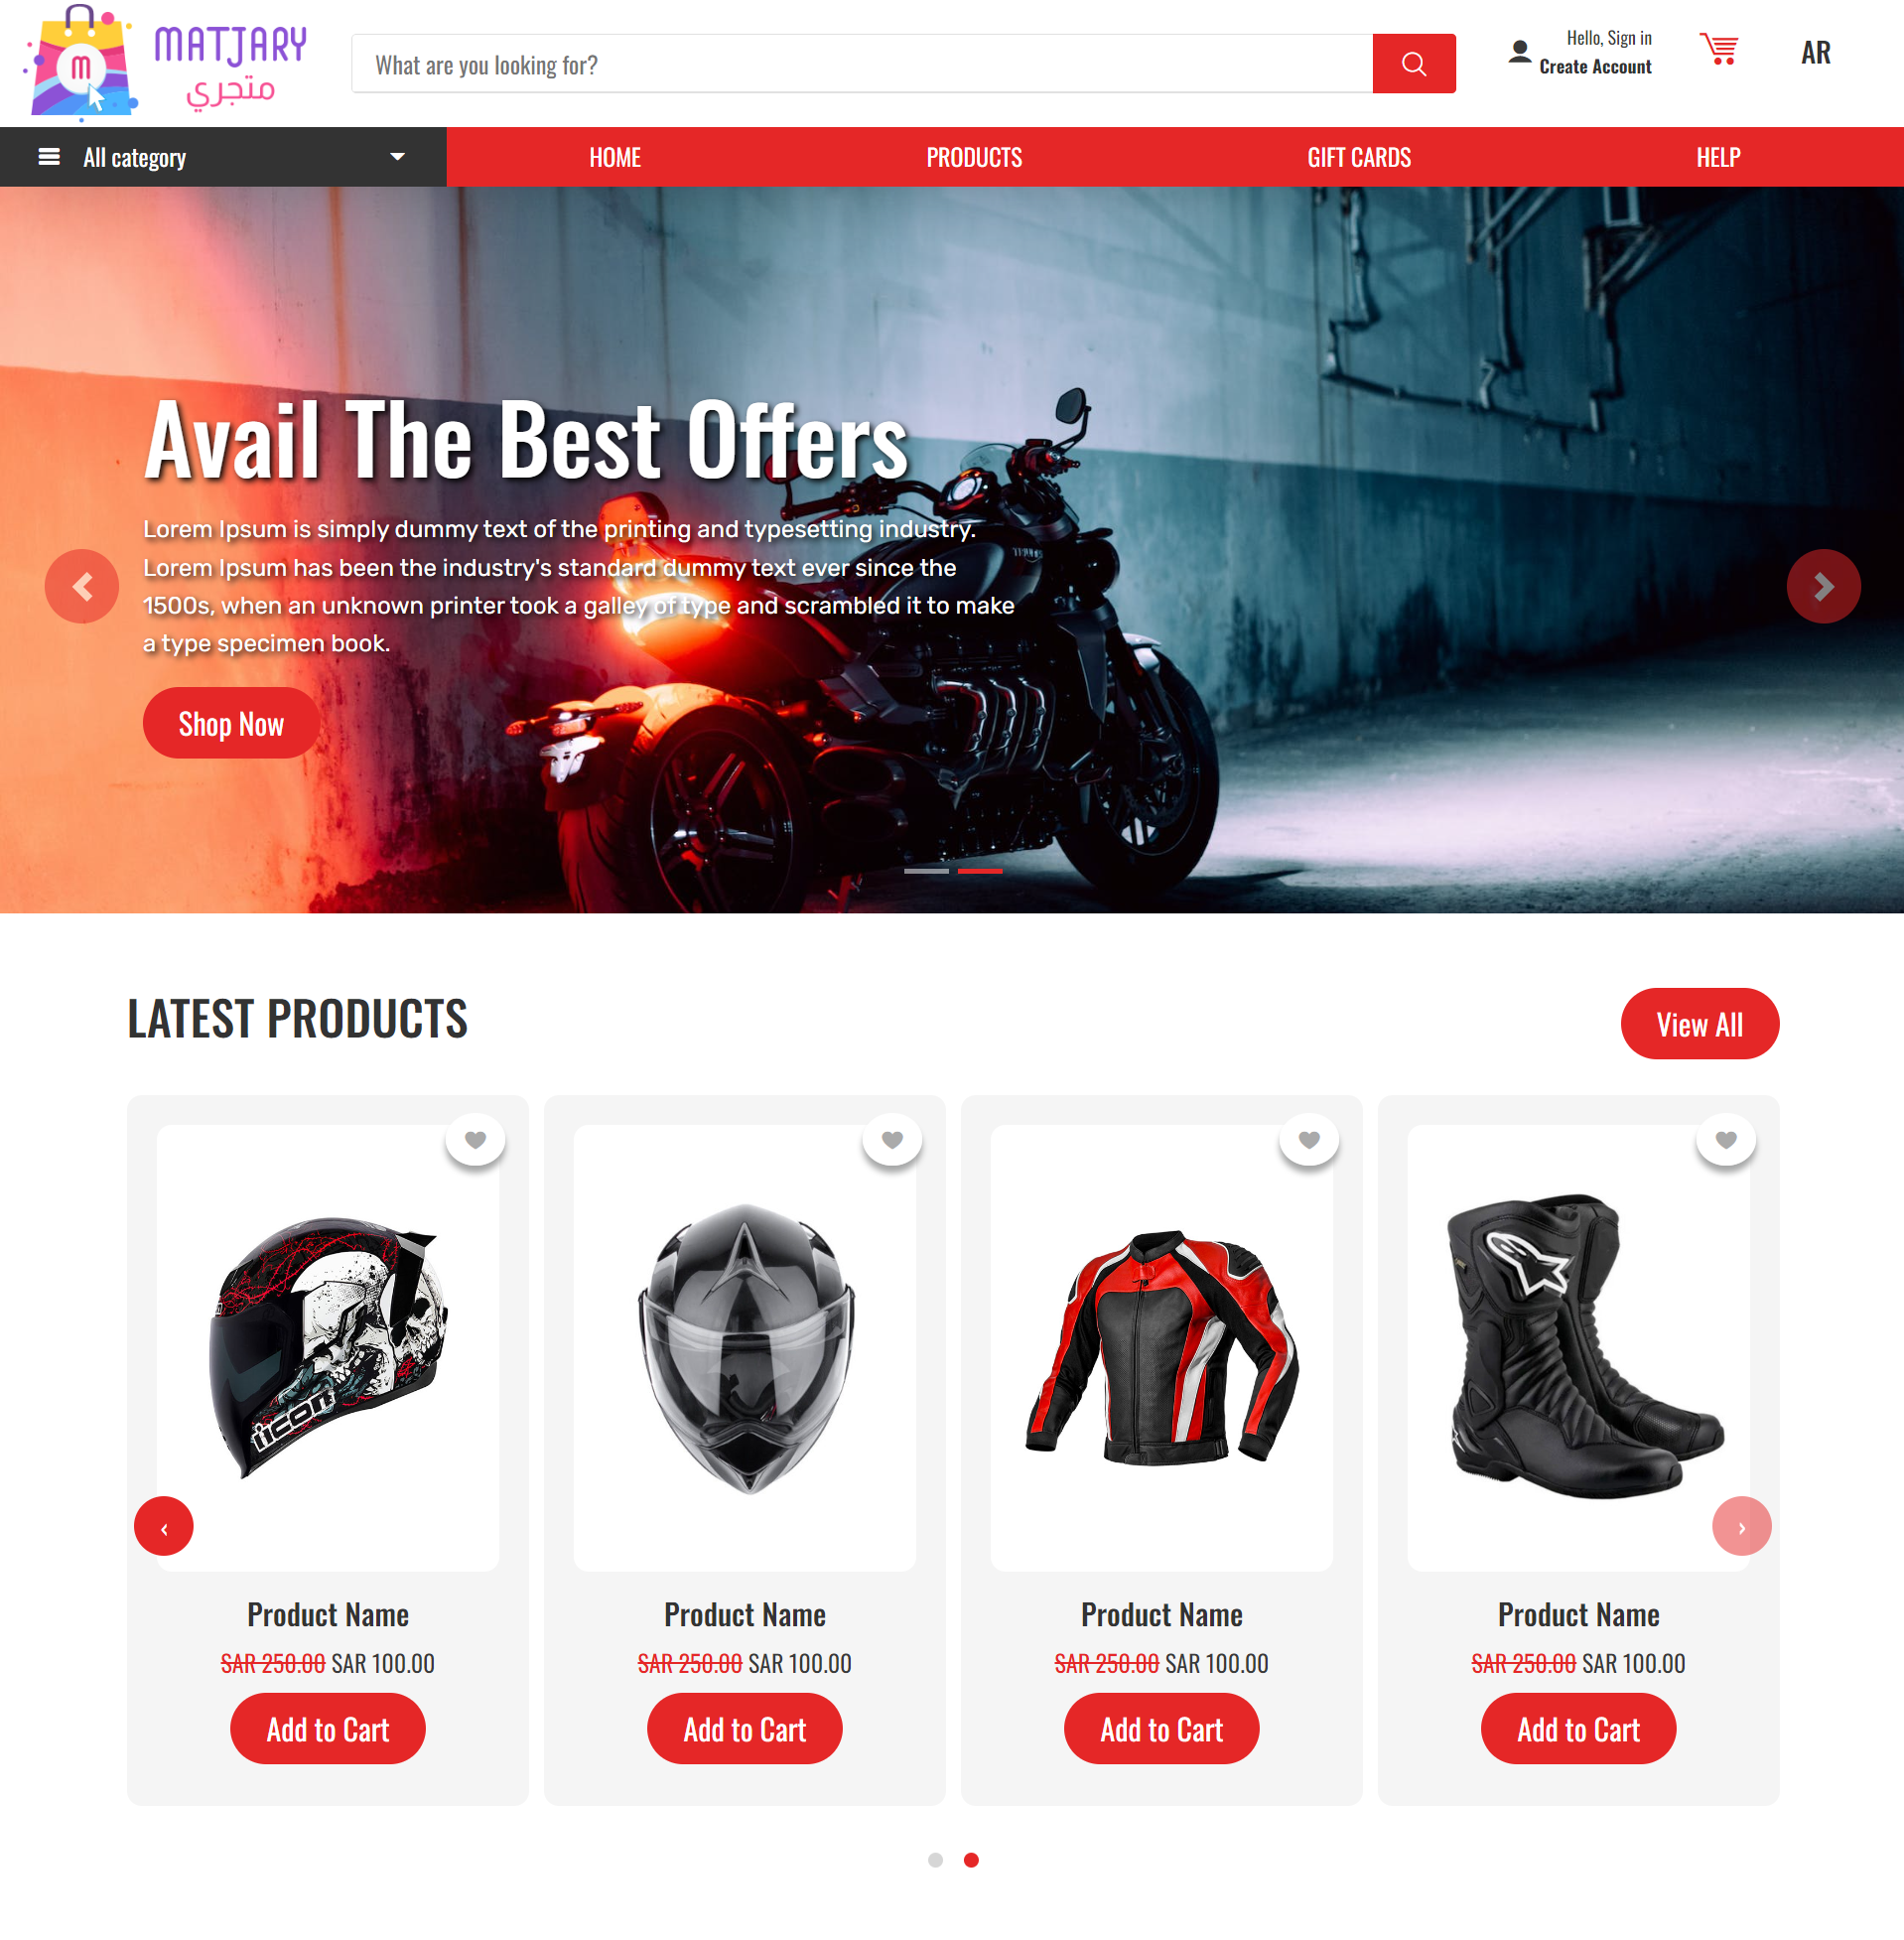 MATJARY
متجري
What are you looking for?
Hello, Sign in
Create Account
AR
All category
HOME
PRODUCTS
GIFT CARDS
HELP
Avail The Best Offers
Lorem Ipsum is simply dummy text of the printing and typesetting industry.
Lorem Ipsum has been the industry's standard dummy text ever since the
1500s, when an unknown printer took a galley of type and scrambled it to make
a type specimen book.
Shop Now
LATEST PRODUCTS
View All
icon
Product Name
SAR 250.00 SAR 100.00
Add to Cart
Product Name
SAR 250.00 SAR 100.00
Add to Cart
Product Name
SAR 250.00 SAR 100.00
Add to Cart
Product Name
SAR 250.00 SAR 100.00
Add to Cart